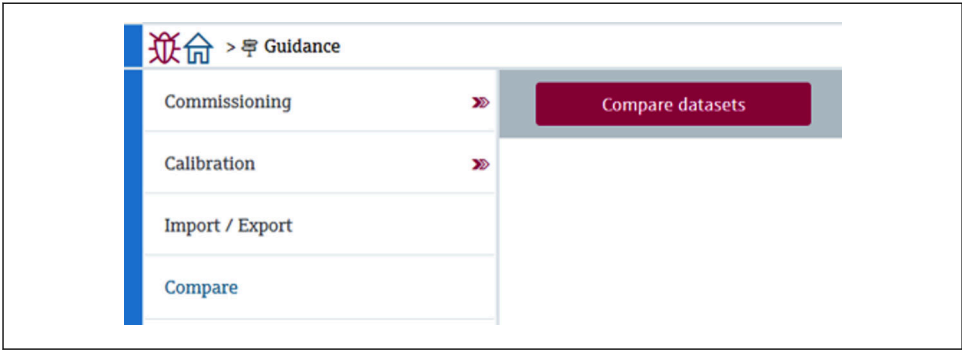 > Guidance
Commissioning
Compare datasets
Calibration
Import / Export
Compare